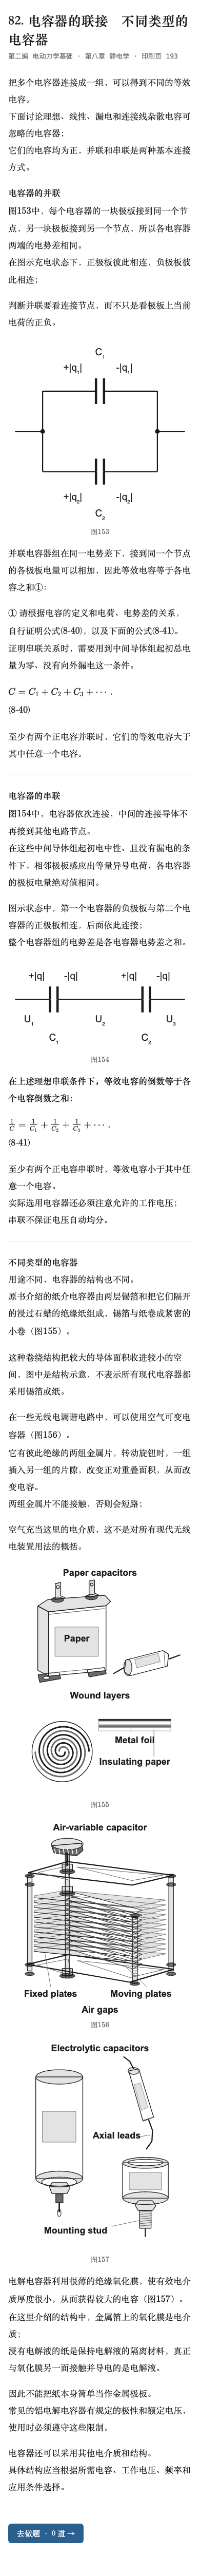 82. 电容器的联接　不同类型的
电容器
第二编 电动力学基础 · 第八章 静电学 · 印刷页 193
把多个电容器连接成一组，可以得到不同的等效
电容。
下面讨论理想、线性、漏电和连接线杂散电容可
忽略的电容器；
它们的电容均为正，并联和串联是两种基本连接
方式。
电容器的并联
图153中，每个电容器的一块极板接到同一个节
点，另一块极板接到另一个节点，所以各电容器
两端的电势差相同。
在图示充电状态下，正极板彼此相连，负极板彼
此相连；
判断并联要看连接节点，而不只是看极板上当前
电荷的正负。
C₁
+|q₁| -|q₁|
+|q₂| -|q₂|
C₂
图153
并联电容器组在同一电势差下，接到同一个节点
的各极板电量可以相加，因此等效电容等于各电
容之和①：
① 请根据电容的定义和电荷、电势差的关系，
自行证明公式(8-40)，以及下面的公式(8-41)。
证明串联关系时，需要用到中间导体组起初总电
量为零、没有向外漏电这一条件。
C = C₁ + C₂ + C₃ + ⋯ .
(8-40)
至少有两个正电容并联时，它们的等效电容大于
其中任意一个电容。
电容器的串联
图154中，电容器依次连接，中间的连接导体不
再接到其他电路节点。
在这些中间导体组起初电中性、且没有漏电的条
件下，相邻极板感应出等量异号电荷，各电容器
的极板电量绝对值相同。
图示状态中，第一个电容器的负极板与第二个电
容器的正极板相连，后面依此连接；
整个电容器组的电势差是各电容器电势差之和。
+|q| -|q| +|q| -|q|
U₁ U₂ U₃
C₁ C₂
图154
在上述理想串联条件下，等效电容的倒数等于各
个电容倒数之和：
1/C = 1/C₁ + 1/C₂ + 1/C₃ + ⋯ .
(8-41)
至少有两个正电容串联时，等效电容小于其中任
意一个电容。
实际选用电容器还必须注意允许的工作电压；
串联不保证电压自动均分。
不同类型的电容器
用途不同，电容器的结构也不同。
原书介绍的纸介电容器由两层锡箔和把它们隔开
的浸过石蜡的绝缘纸组成，锡箔与纸卷成紧密的
小卷（图155）。
这种卷绕结构把较大的导体面积收进较小的空
间，图中是结构示意，不表示所有现代电容器都
采用锡箔或纸。
在一些无线电调谐电路中，可以使用空气可变电
容器（图156）。
它有彼此绝缘的两组金属片，转动旋钮时，一组
插入另一组的片隙，改变正对重叠面积，从而改
变电容。
两组金属片不能接触，否则会短路；
空气充当这里的电介质，这不是对所有现代无线
电装置用法的概括。
Paper capacitors
Paper
Wound layers
Metal foil
Insulating paper
图155
Air-variable capacitor
Fixed plates Moving plates
Air gaps
图156
Electrolytic capacitors
Axial leads
Mounting stud
图157
电解电容器利用很薄的绝缘氧化膜，使有效电介
质厚度很小，从而获得较大的电容（图157）。
在这里介绍的结构中，金属箔上的氧化膜是电介
质；
浸有电解液的纸是保持电解液的隔离材料，真正
与氧化膜另一面接触并导电的是电解液。
因此不能把纸本身简单当作金属极板。
常见的铝电解电容器有规定的极性和额定电压，
使用时必须遵守这些限制。
电容器还可以采用其他电介质和结构。
具体结构应当根据所需电容、工作电压、频率和
应用条件选择。
去做题 · 0 道 →